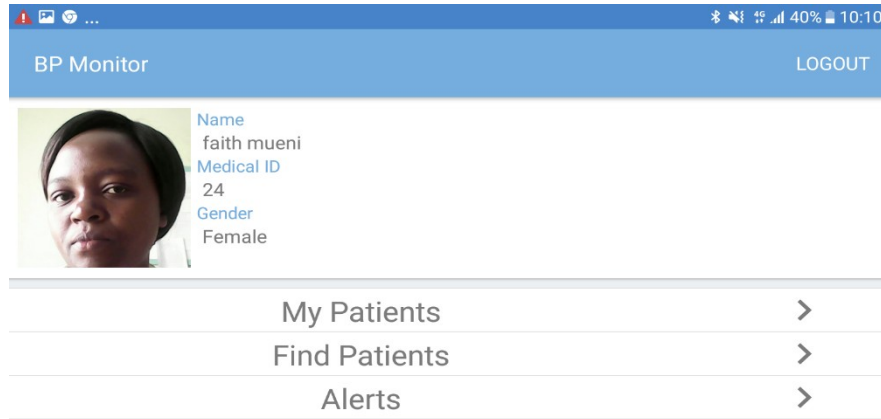 ... 4G 40% 10:10
BP Monitor LOGOUT
Name
faith mueni
Medical ID
24
Gender
Female
My Patients
Find Patients
Alerts